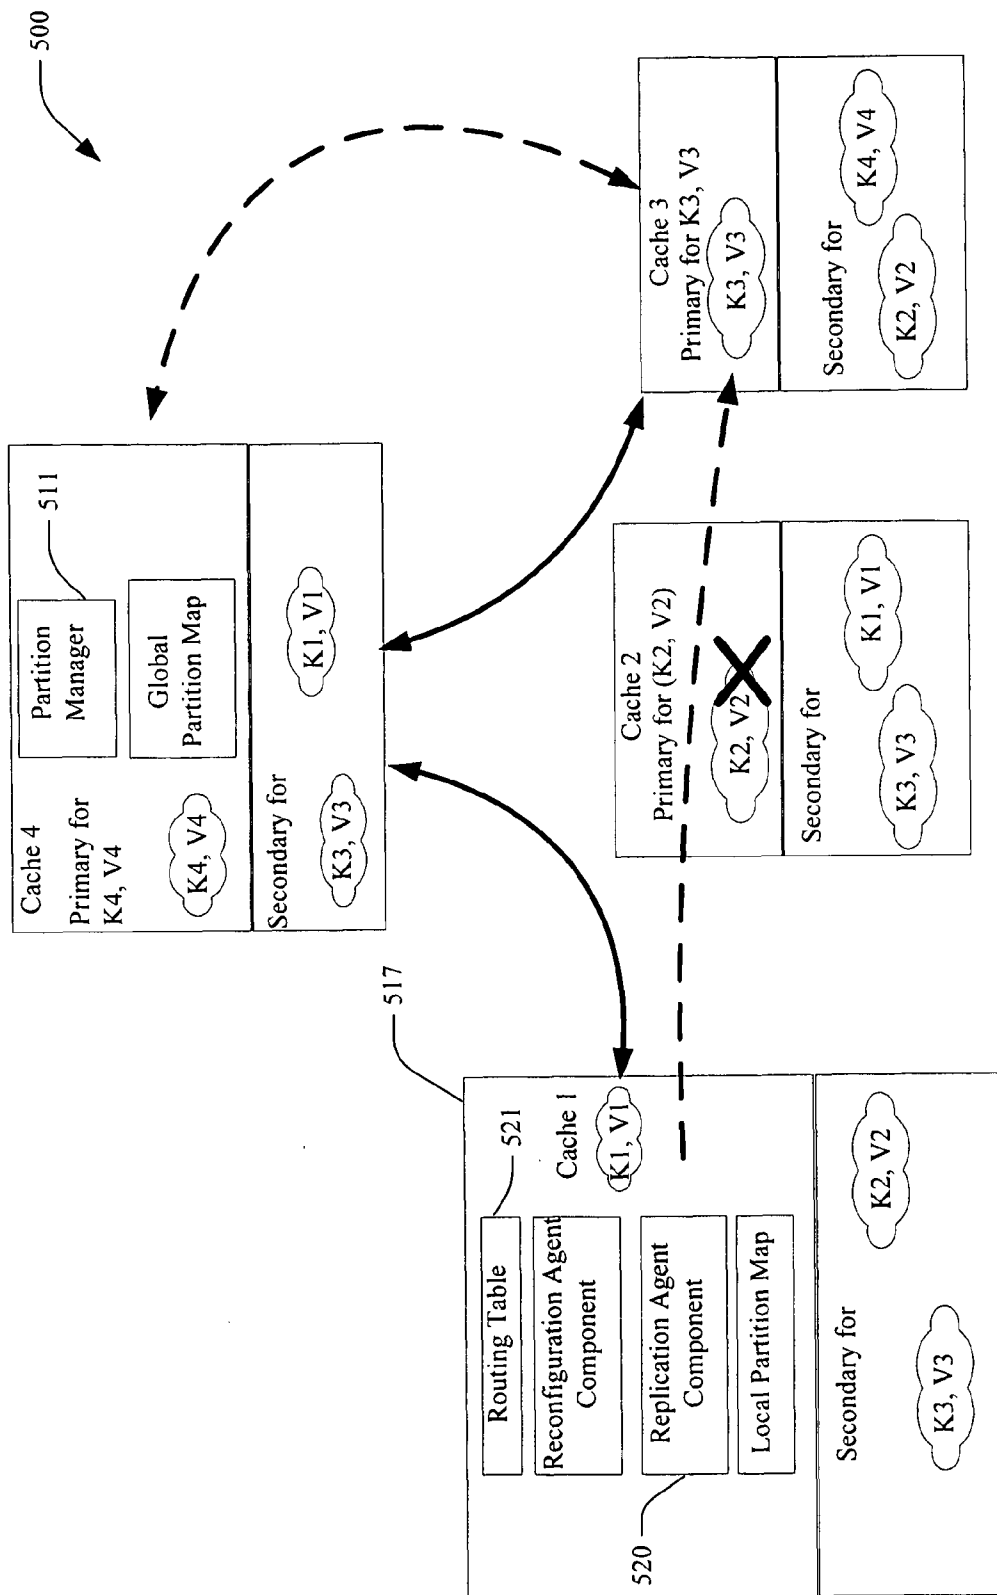 500
Cache 4
Primary for
K4, V4
K4, V4
Partition
Manager
511
Global
Partition Map
Secondary for
K3, V3
K1, V1
517
Routing Table
521
Reconfiguration Agent
Component
Replication Agent
Component
520
Local Partition Map
Cache 1
K1, V1
Secondary for
K3, V3
K2, V2
Cache 2
Primary for (K2, V2)
K2, V2
Secondary for
K3, V3
K1, V1
Cache 3
Primary for K3, V3
K3, V3
Secondary for
K2, V2
K4, V4